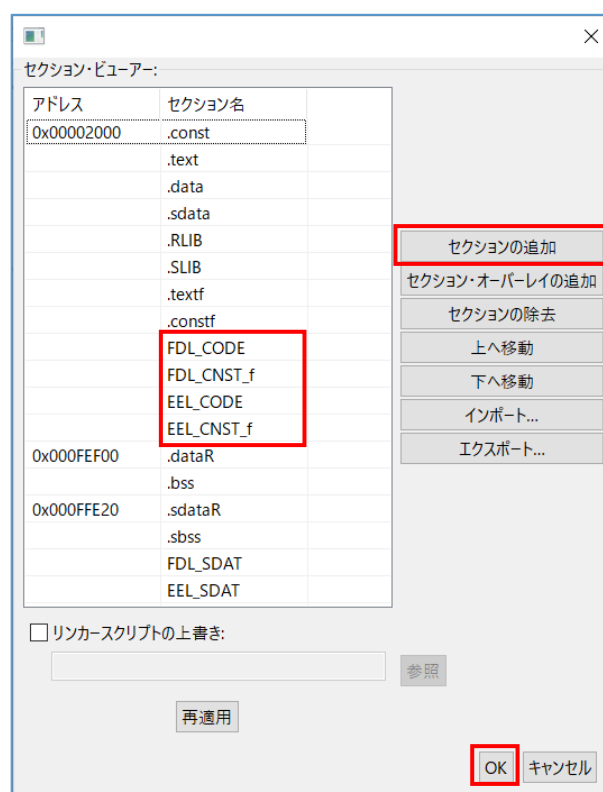 セクション・ビューアー:
アドレス セクション名
0x00002000 .const
.text
.data
.sdata
.RLIB
.SLIB
.textf
.constf
FDL_CODE
FDL_CNST_f
EEL_CODE
EEL_CNST_f
0x000FEF00 .dataR
.bss
0x000FFE20 .sdataR
.sbss
FDL_SDAT
EEL_SDAT
セクションの追加
セクション・オーバーレイの追加
セクションの除去
上へ移動
下へ移動
インポート...
エクスポート...
リンカースクリプトの上書き:
参照
再適用
OK キャンセル